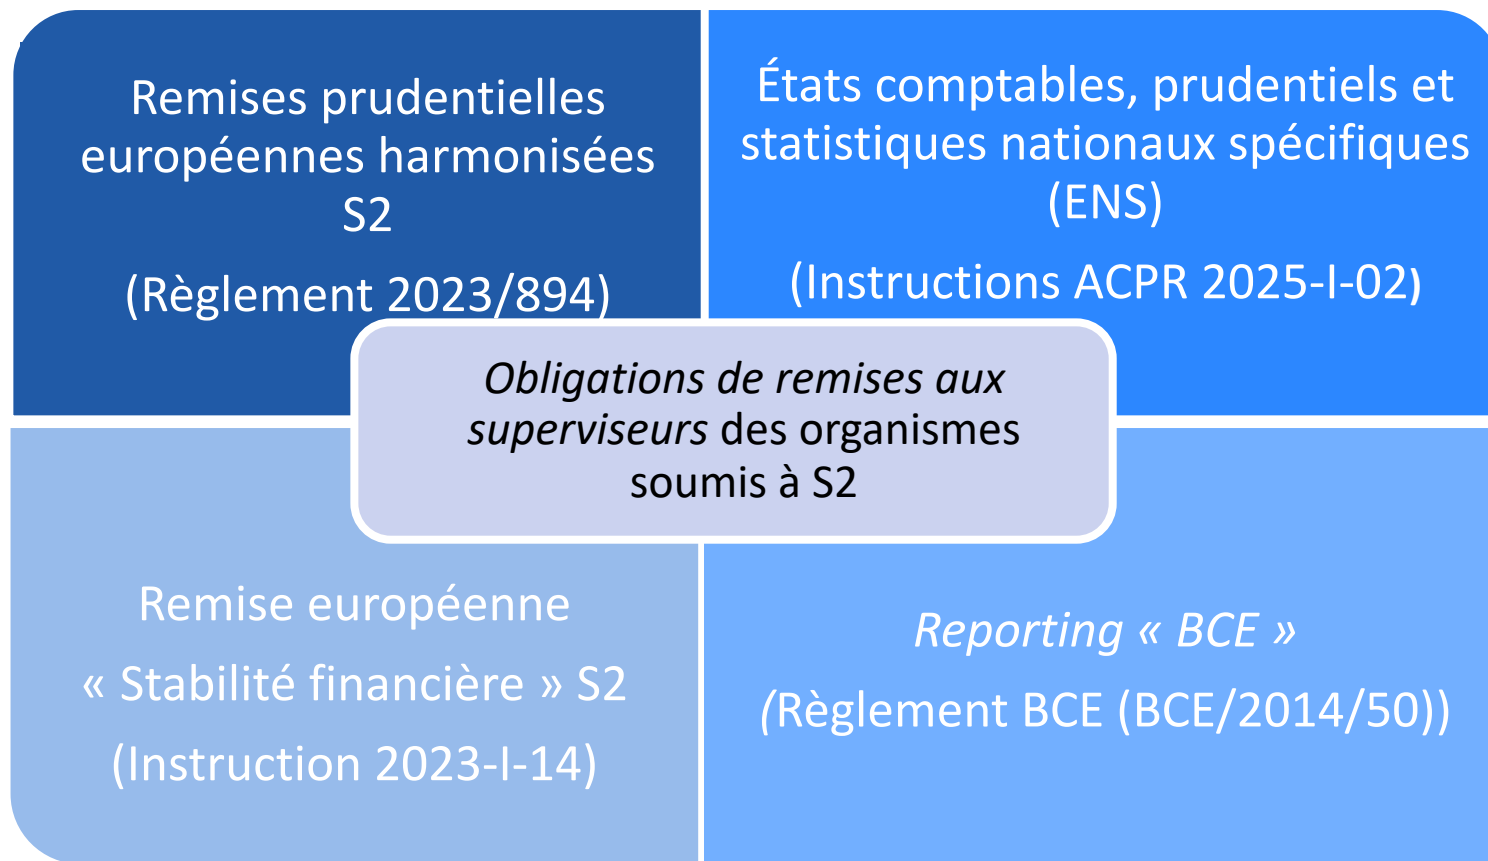 Remises prudentielles
européennes harmonisées
S2
(Règlement 2023/894)
États comptables, prudentiels et
statistiques nationaux spécifiques
(ENS)
(Instructions ACPR 2025-I-02)
Obligations de remises aux
superviseurs des organismes
soumis à S2
Remise européenne
« Stabilité financière » S2
(Instruction 2023-I-14)
Reporting « BCE »
(Règlement BCE (BCE/2014/50))